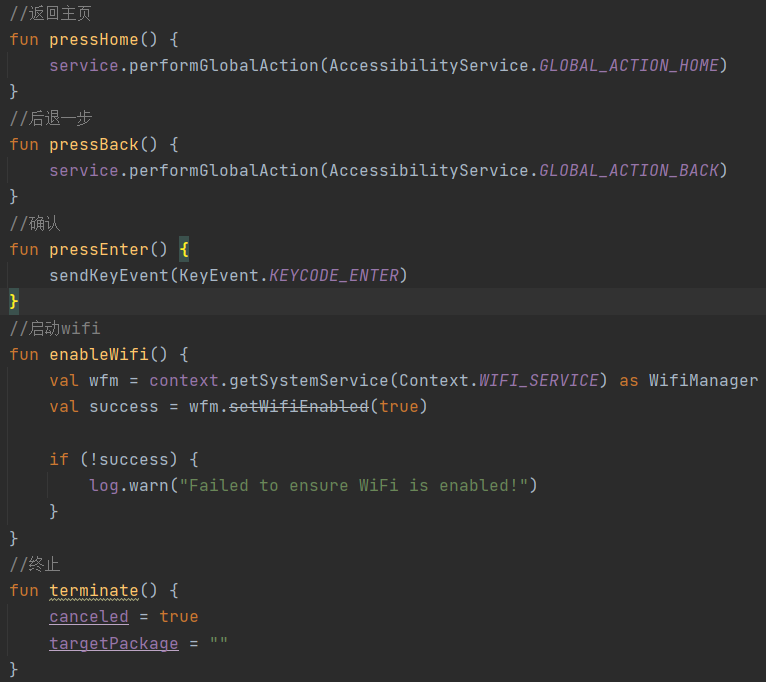 //返回主页
fun pressHome() {
    service.performGlobalAction(AccessibilityService.GLOBAL_ACTION_HOME)
}
//后退一步
fun pressBack() {
    service.performGlobalAction(AccessibilityService.GLOBAL_ACTION_BACK)
}
//确认
fun pressEnter() {
    sendKeyEvent(KeyEvent.KEYCODE_ENTER)
}
//启动wifi
fun enableWifi() {
    val wfm = context.getSystemService(Context.WIFI_SERVICE) as WifiManager
    val success = wfm.setWifiEnabled(true)

    if (!success) {
        log.warn("Failed to ensure WiFi is enabled!")
    }
}
//终止
fun terminate() {
    canceled = true
    targetPackage = ""
}